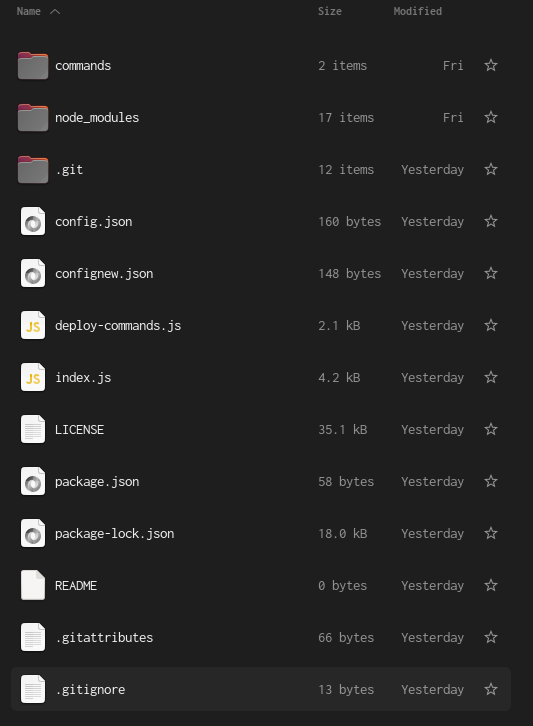 Name Size Modified
commands 2 items Fri
node_modules 17 items Fri
.git 12 items Yesterday
config.json 160 bytes Yesterday
confignew.json 148 bytes Yesterday
JS deploy-commands.js 2.1 kB Yesterday
JS index.js 4.2 kB Yesterday
LICENSE 35.1 kB Yesterday
package.json 58 bytes Yesterday
package-lock.json 18.0 kB Yesterday
README 0 bytes Yesterday
.gitattributes 66 bytes Yesterday
.gitignore 13 bytes Yesterday